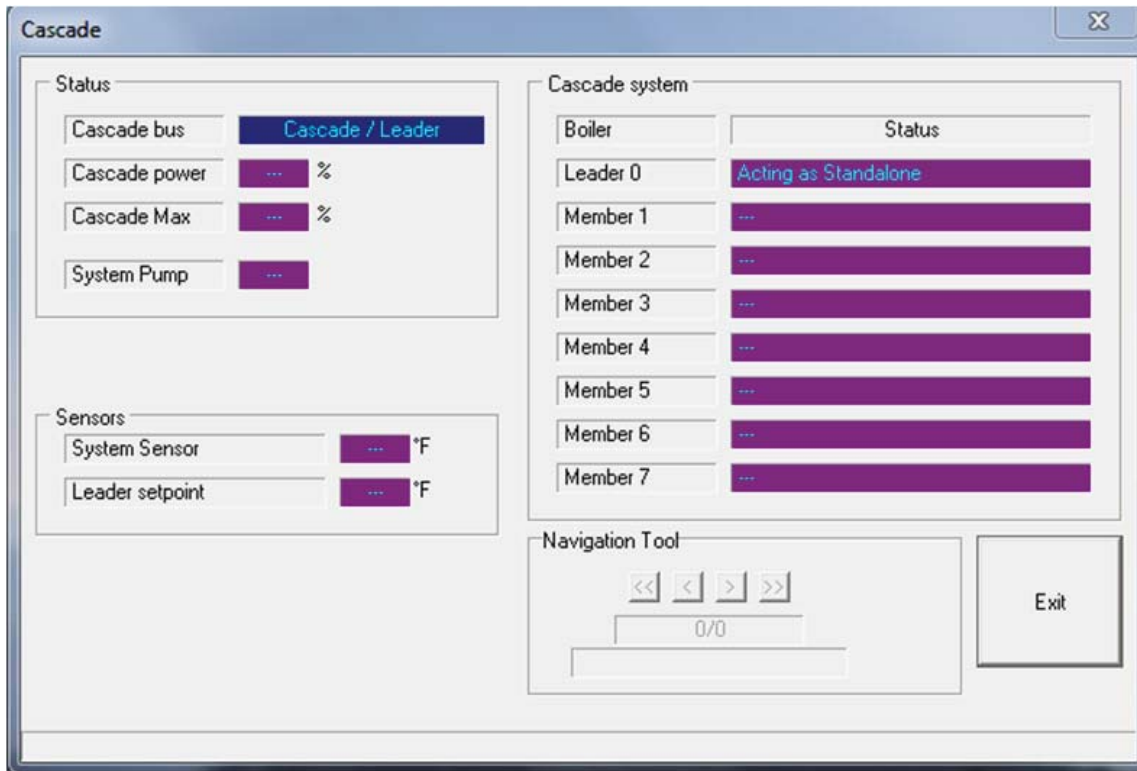 Cascade
Status
Cascade bus Cascade / Leader
Cascade power --- %
Cascade Max --- %
System Pump ---
Sensors
System Sensor --- °F
Leader setpoint --- °F
Cascade system
Boiler Status
Leader 0 Acting as Standalone
Member 1 ---
Member 2 ---
Member 3 ---
Member 4 ---
Member 5 ---
Member 6 ---
Member 7 ---
Navigation Tool
<< < > >>
0/0
Exit